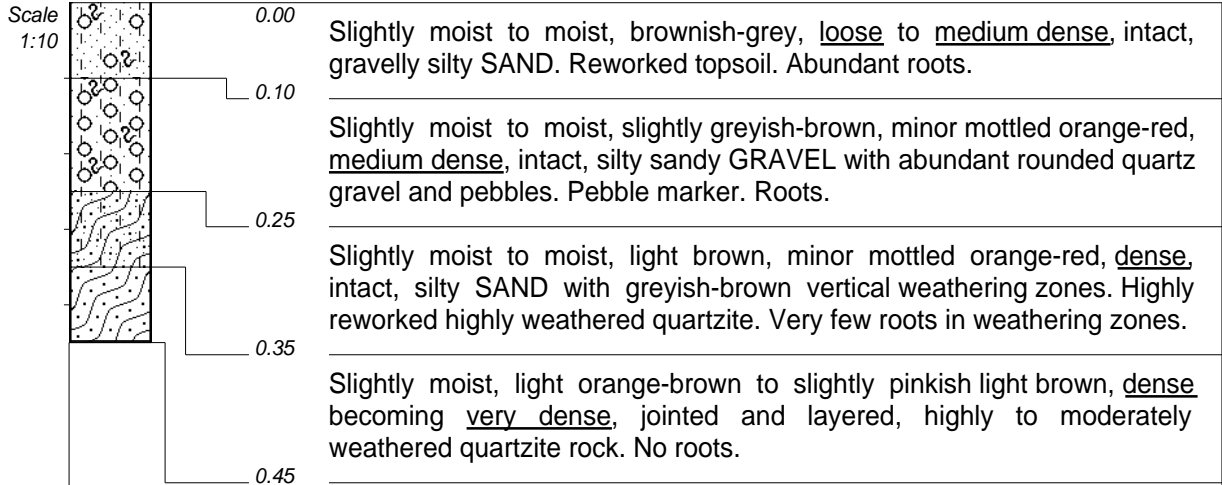 Scale
1:10
0.00
Slightly moist to moist, brownish-grey, loose to medium dense, intact,
gravelly silty SAND. Reworked topsoil. Abundant roots.
0.10
Slightly moist to moist, slightly greyish-brown, minor mottled orange-red,
medium dense, intact, silty sandy GRAVEL with abundant rounded quartz
gravel and pebbles. Pebble marker. Roots.
0.25
Slightly moist to moist, light brown, minor mottled orange-red, dense,
intact, silty SAND with greyish-brown vertical weathering zones. Highly
reworked highly weathered quartzite. Very few roots in weathering zones.
0.35
Slightly moist, light orange-brown to slightly pinkish light brown, dense
becoming very dense, jointed and layered, highly to moderately
weathered quartzite rock. No roots.
0.45